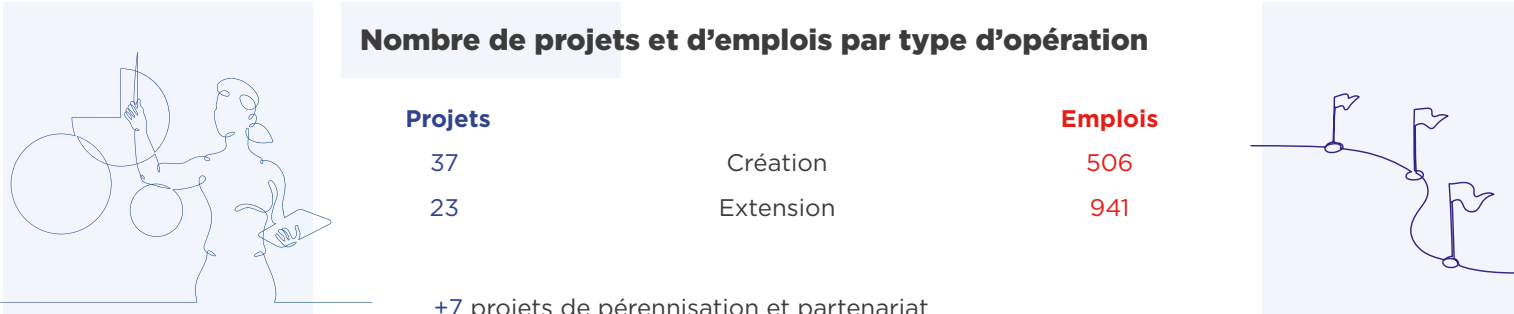 Nombre de projets et d’emplois par type d’opération
Projets Emplois
37 Création 506
23 Extension 941
+7 projets de pérennisation et partenariat